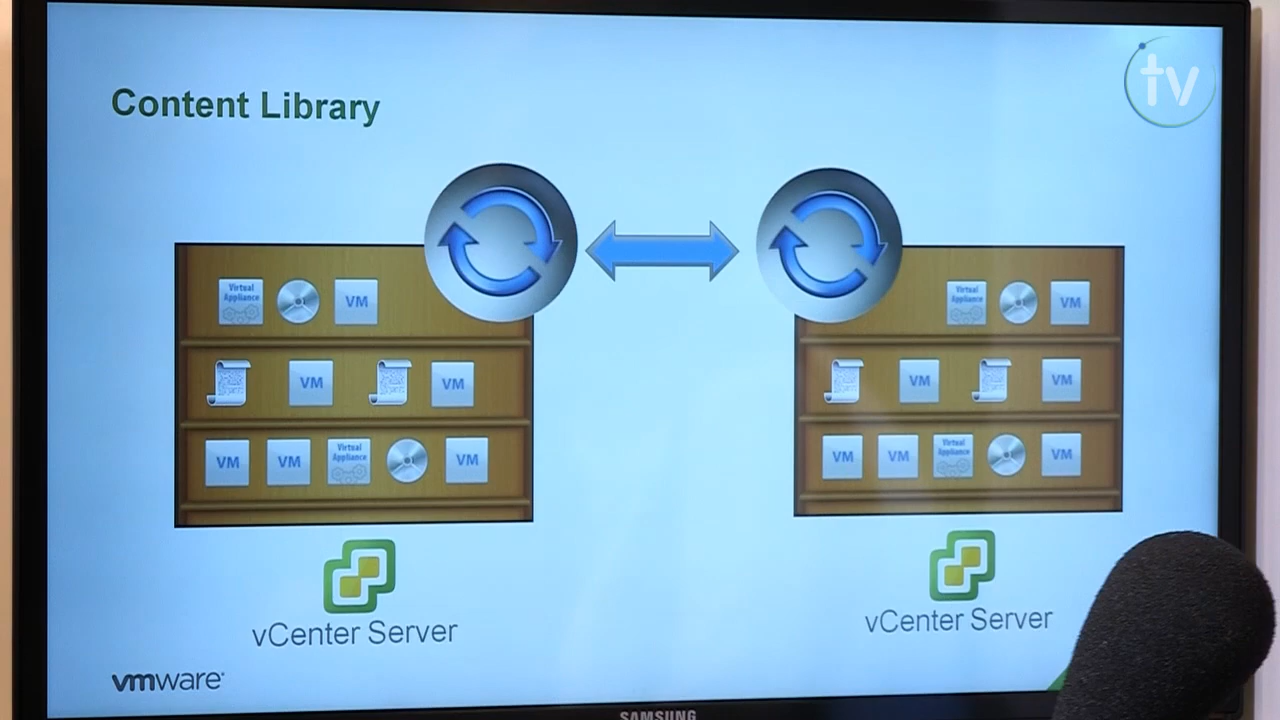 tv
Content Library
Virtual
Appliance
VM
Virtual
Appliance
VM
VM
VM
VM
VM
VM
VM
Virtual
Appliance
VM
VM
VM
Virtual
Appliance
VM
vCenter Server
vCenter Server
vmware
SAMSUNG